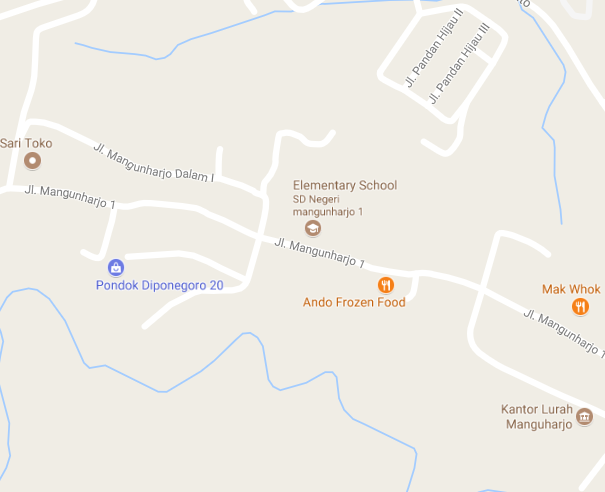 Jl. Pandan Hijau II
Jl. Pandan Hijau III
Sari Toko
Jl. Mangunharjo Dalam I
Jl. Mangunharjo 1
Elementary School
SD Negeri
mangunharjo 1
Jl. Mangunharjo 1
Pondok Diponegoro 20
Ando Frozen Food
Mak Whok
Jl. Mangunharjo 1
Kantor Lurah
Manguharjo